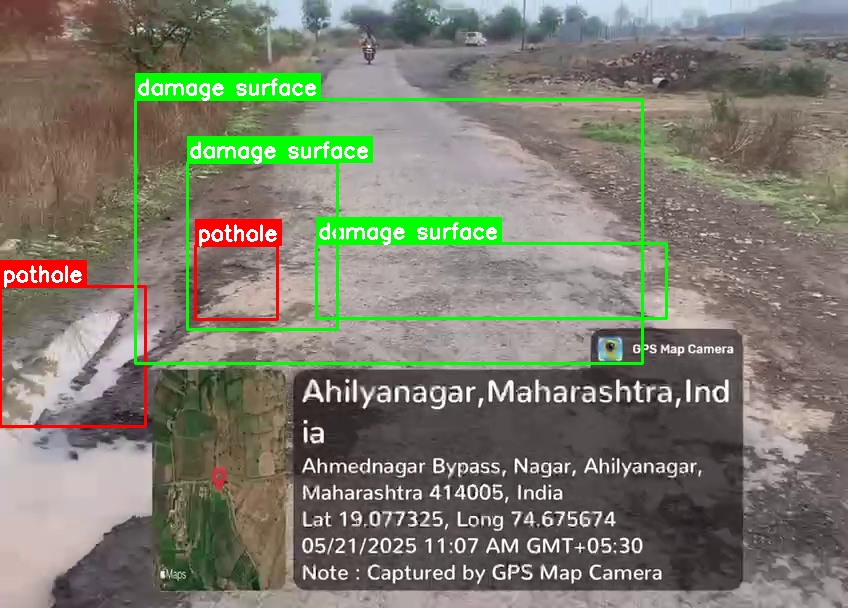 damage surface
damage surface
pothole
damage surface
pothole
GPS Map Camera
Ahilyanagar,Maharashtra,Ind
ia
Ahmednagar Bypass, Nagar, Ahilyanagar,
Maharashtra 414005, India
Lat 19.077325, Long 74.675674
05/21/2025 11:07 AM GMT+05:30
Note : Captured by GPS Map Camera
Maps